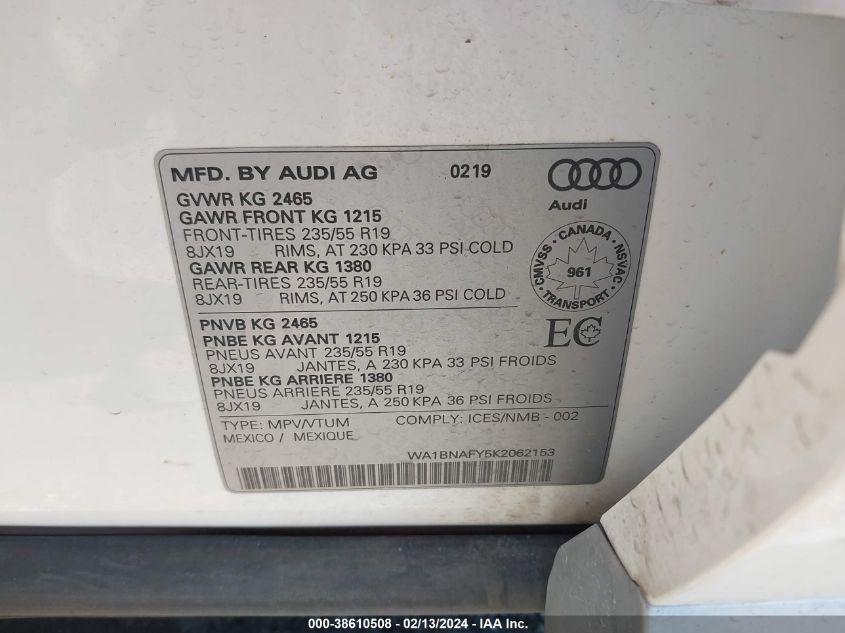 MFD. BY AUDI AG 0219
Audi
GVWR KG 2465
GAWR FRONT KG 1215
FRONT-TIRES 235/55 R19
8JX19 RIMS, AT 230 KPA 33 PSI COLD
GAWR REAR KG 1380
REAR-TIRES 235/55 R19
8JX19 RIMS, AT 250 KPA 36 PSI COLD
CMVSS - CANADA - NSVAC
961
TRANSPORT
PNVB KG 2465
PNBE KG AVANT 1215
PNEUS AVANT 235/55 R19
8JX19 JANTES, A 230 KPA 33 PSI FROIDS
PNBE KG ARRIERE 1380
PNEUS ARRIERE 235/55 R19
8JX19 JANTES, A 250 KPA 36 PSI FROIDS
EC
TYPE: MPV/VTUM COMPLY: ICES/NMB - 002
MEXICO / MEXIQUE
WA1BNAFY5K2062153
000-38610508 - 02/13/2024 - IAA Inc.